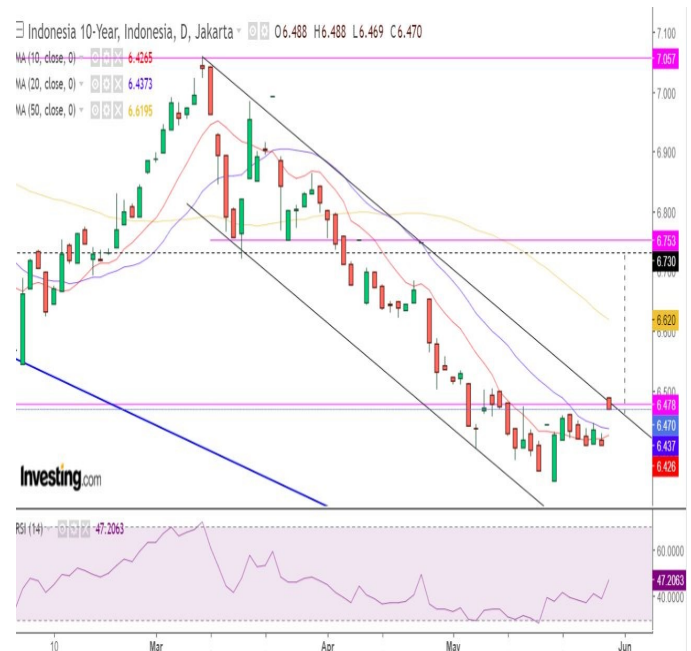 Indonesia 10-Year, Indonesia, D, Jakarta O6.488 H6.488 L6.469 C6.470
MA (10, close, 0) 6.4265
MA (20, close, 0) 6.4373
MA (50, close, 0) 6.6195
7.100
7.057
7.000
6.900
6.800
6.753
6.730
6.700
6.620
6.500
6.478
6.470
6.437
6.426
Investing.com
RSI (14) 47.2063
60.0000
47.2063
40.0000
10 Mar Apr May Jun